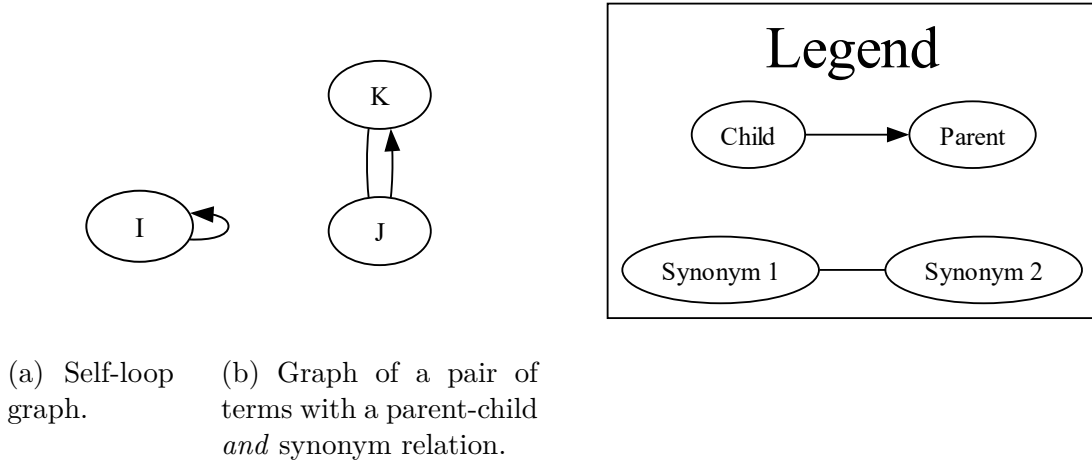 Legend
K
Child
Parent
I
J
Synonym 1
Synonym 2
(a) Self-loop
graph.
(b) Graph of a pair of
terms with a parent-child
and synonym relation.